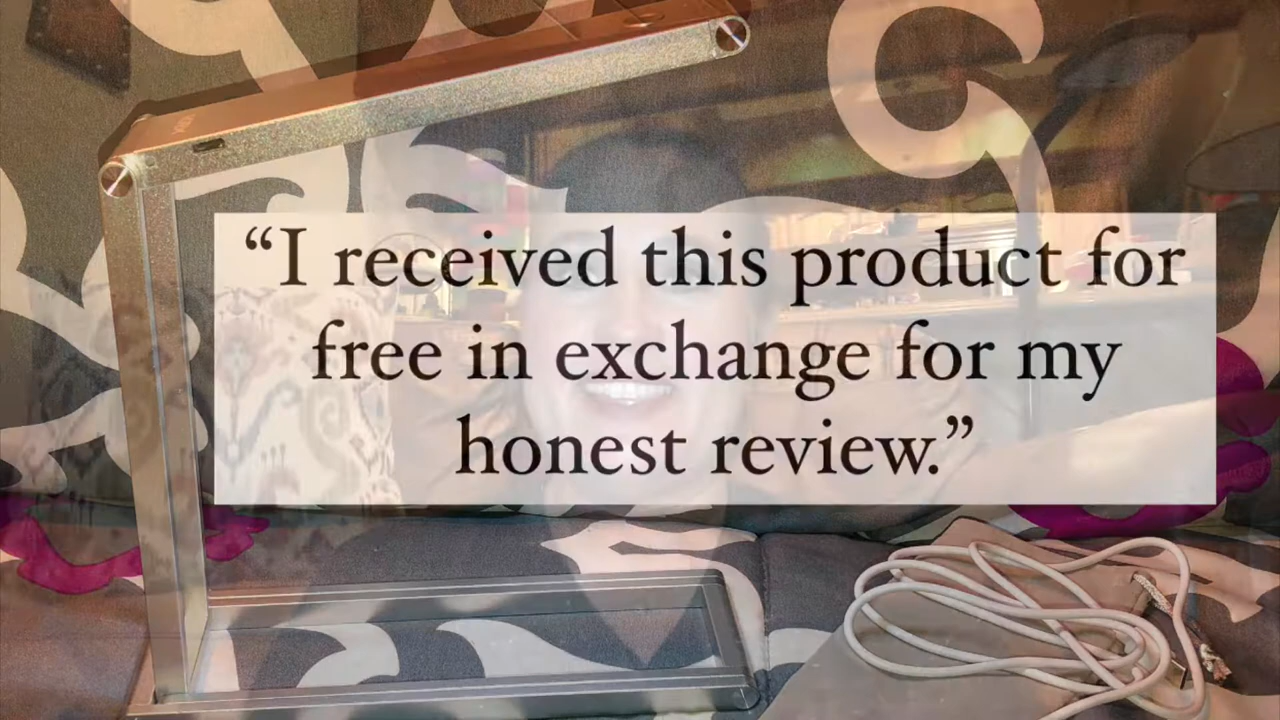 “I received this product for
free in exchange for my
honest review.”